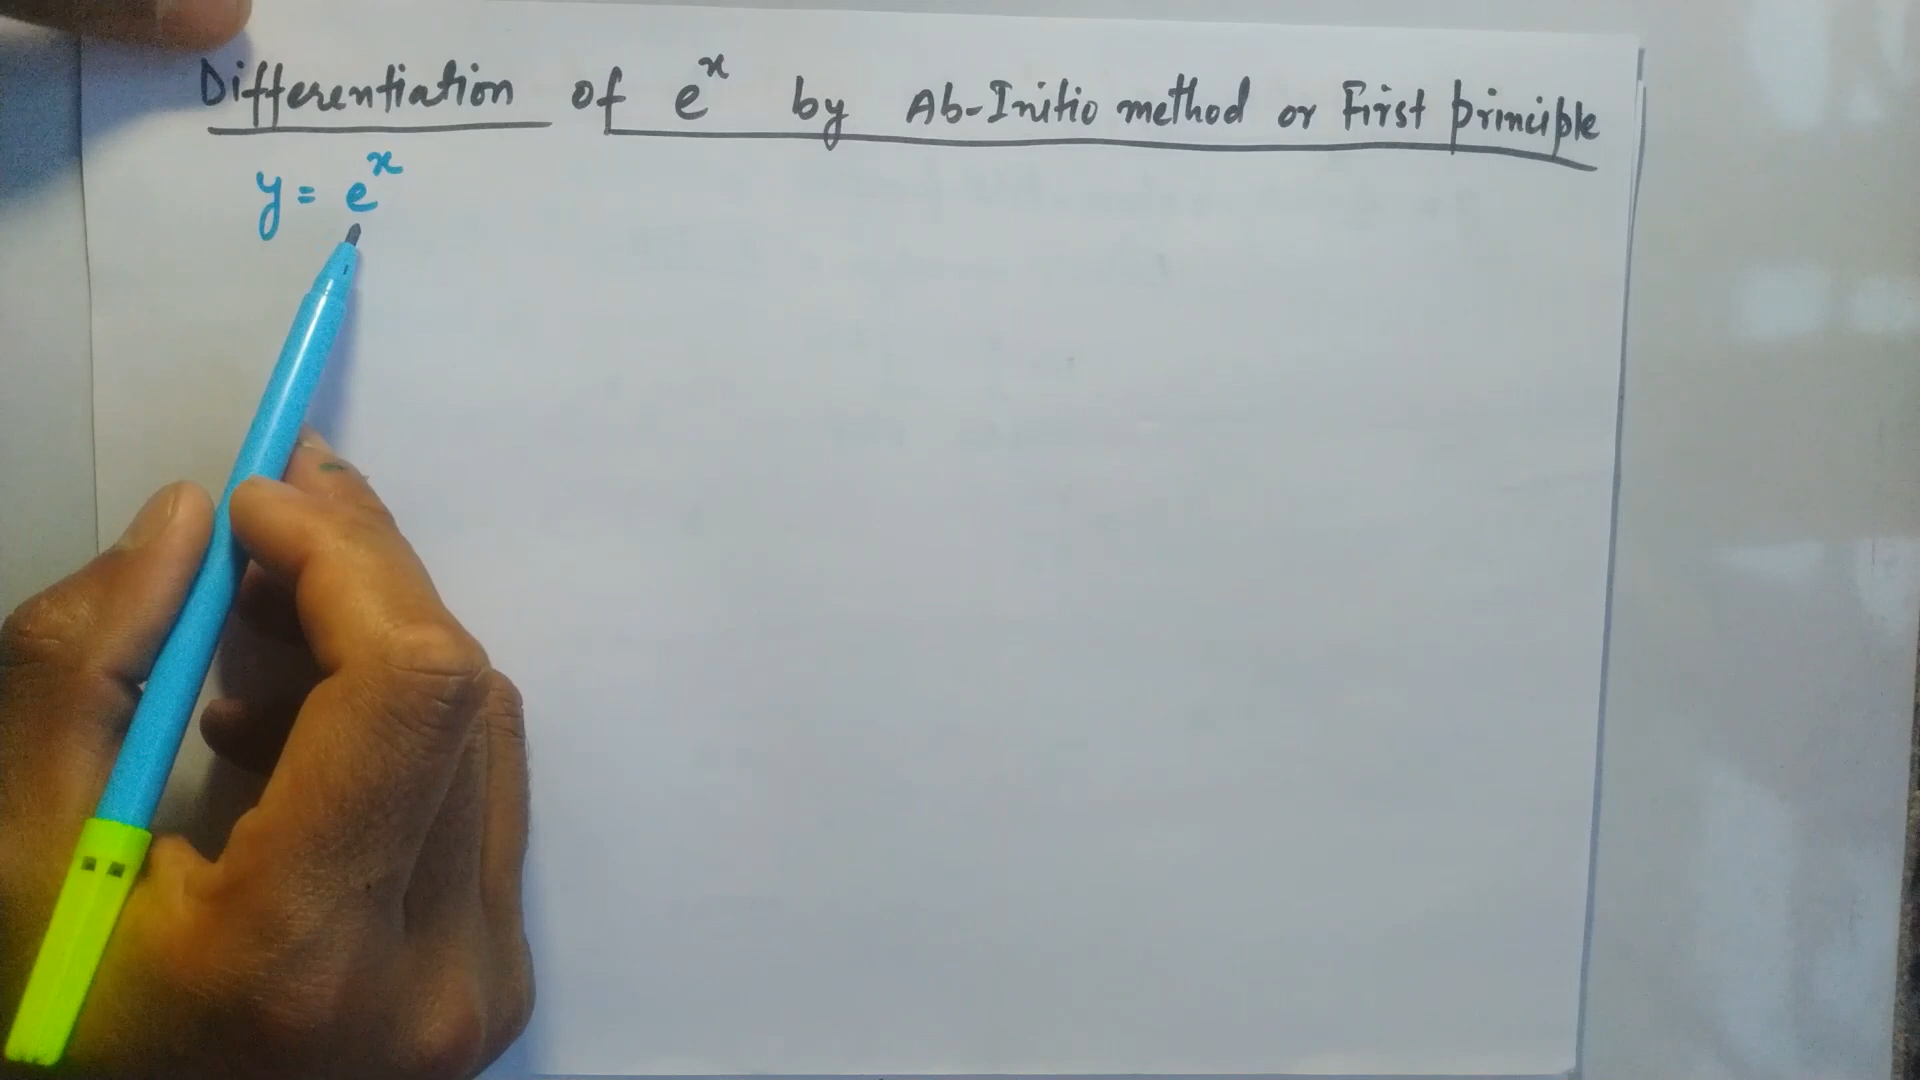 Differentiation of e^x by Ab-Initio method or First principle
y = e^x